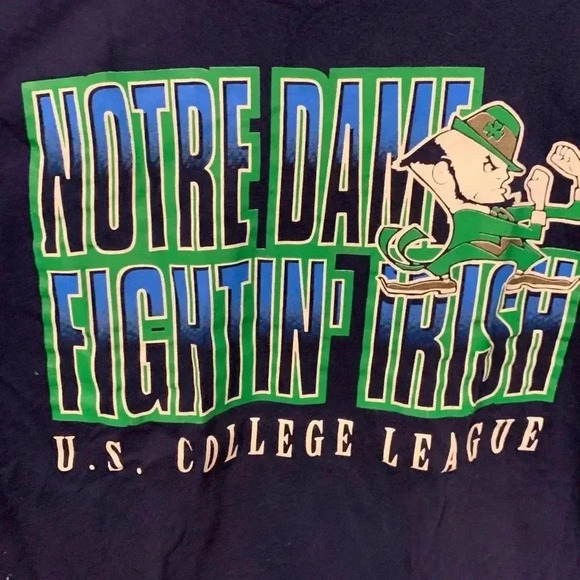 NOTRE DAME
FIGHTIN' IRISH
U.S. COLLEGE LEAGUE